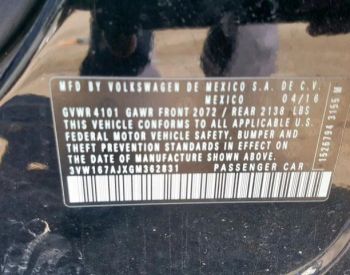 MFD BY VOLKSWAGEN DE MEXICO S.A. DE C.V.
MEXICO 04/16
GVWR 4101 GAWR FRONT 2072 / REAR 2138 LBS
THIS VEHICLE CONFORMS TO ALL APPLICABLE
FEDERAL MOTOR VEHICLE SAFETY, BUMPER AND
THEFT PREVENTION STANDARDS IN EFFECT ON THE
DATE OF MANUFACTURE SHOWN ABOVE.
3VW167AJXGM362831 PASSENGER CAR
1526794 3155 M